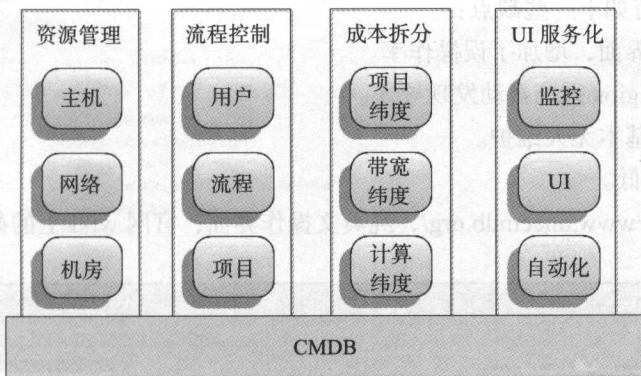 资源管理
主机
网络
机房
流程控制
用户
流程
项目
成本拆分
项目
纬度
带宽
纬度
计算
纬度
UI 服务化
监控
UI
自动化
CMDB